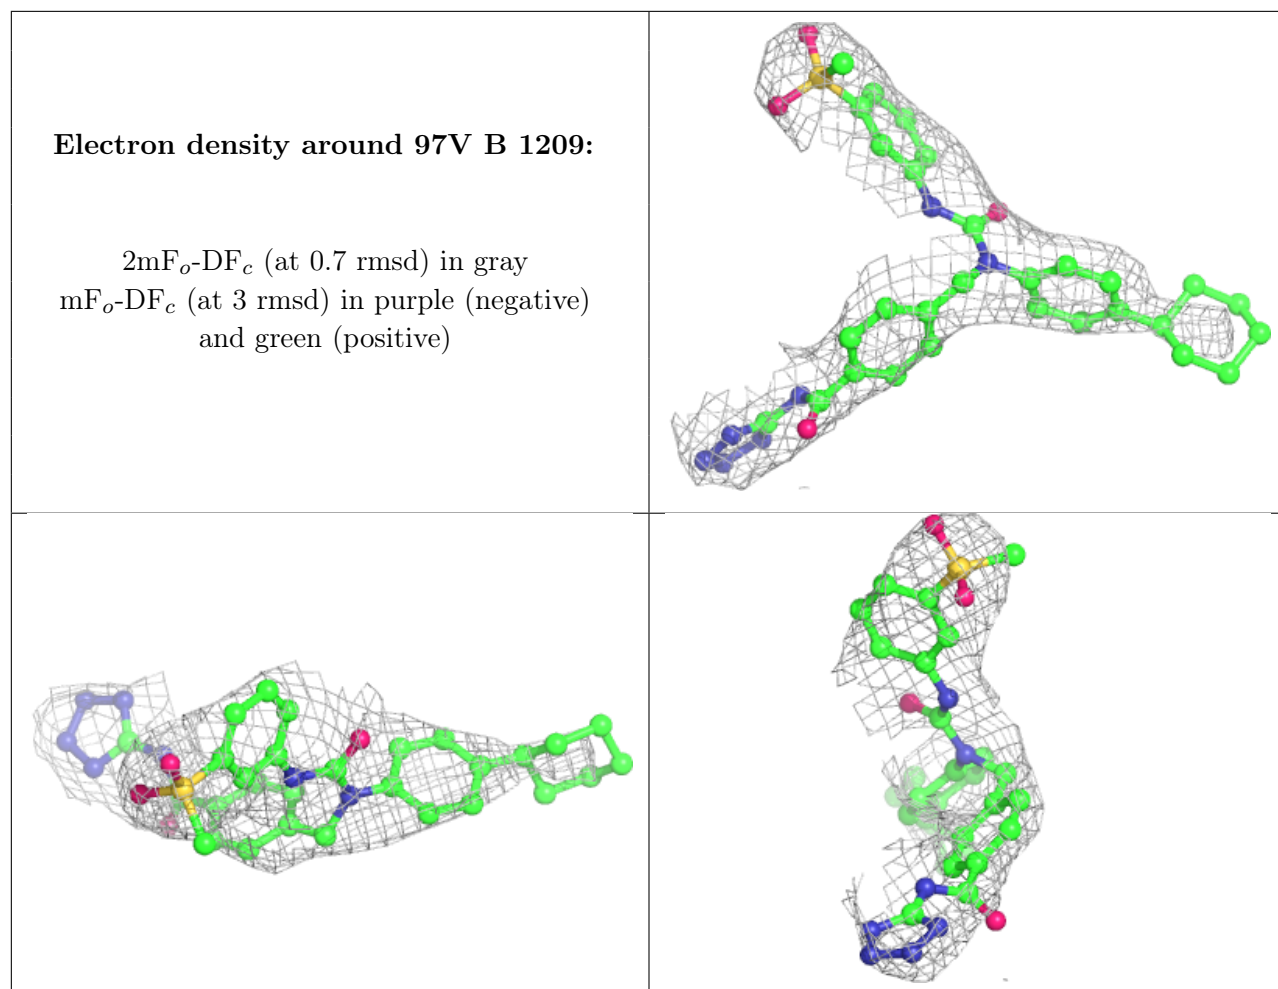 Electron density around 97V B 1209:
2mFo-DFc (at 0.7 rmsd) in gray
mFo-DFc (at 3 rmsd) in purple (negative)
and green (positive)